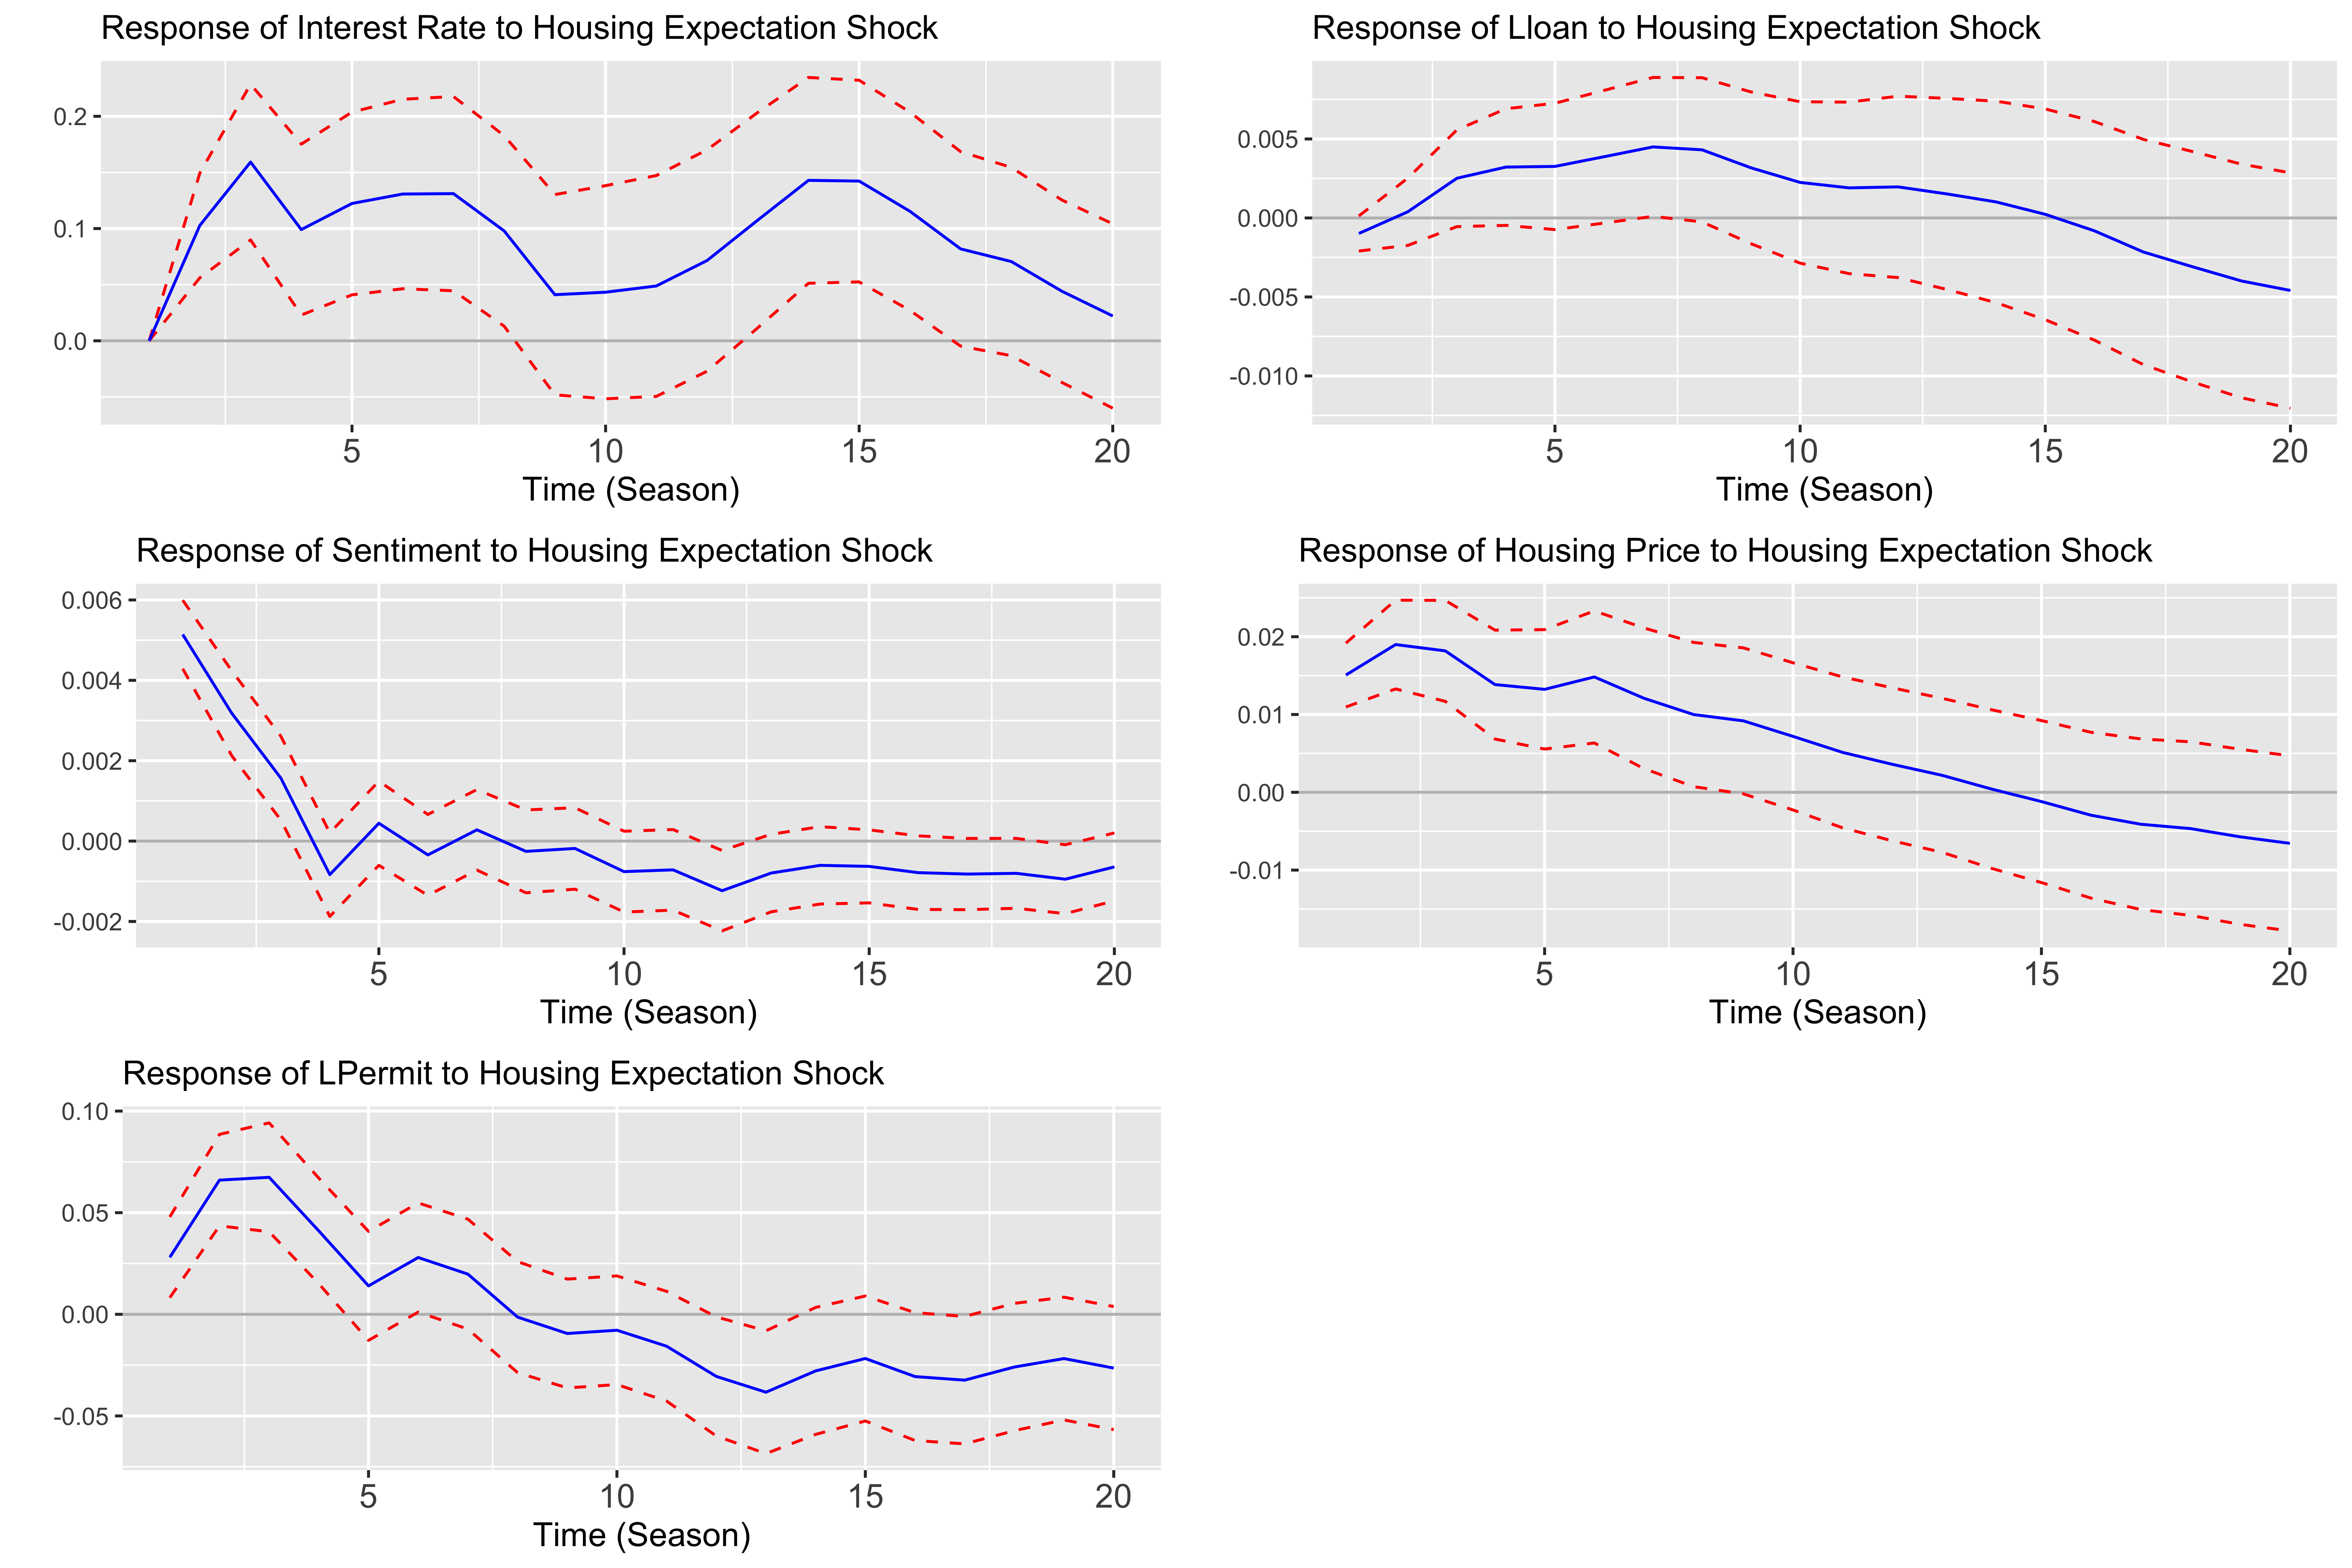 Response of Interest Rate to Housing Expectation Shock
0.2
0.1
0.0
5 10 15 20
Time (Season)
Response of Lloan to Housing Expectation Shock
0.005
0.000
-0.005
-0.010
5 10 15 20
Time (Season)
Response of Sentiment to Housing Expectation Shock
0.006
0.004
0.002
0.000
-0.002
5 10 15 20
Time (Season)
Response of Housing Price to Housing Expectation Shock
0.02
0.01
0.00
-0.01
5 10 15 20
Time (Season)
Response of LPermit to Housing Expectation Shock
0.10
0.05
0.00
-0.05
5 10 15 20
Time (Season)